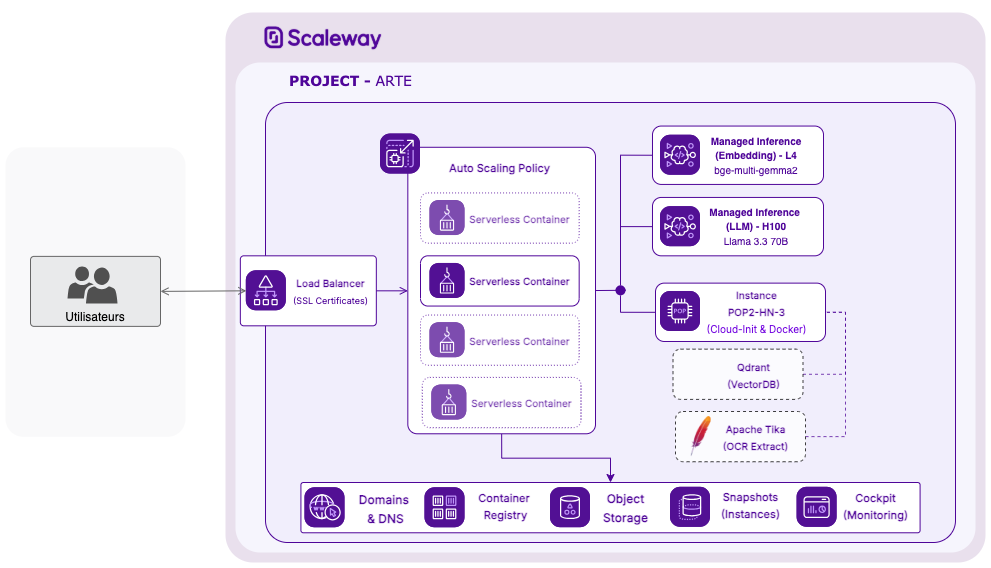 Scaleway
PROJECT - ARTE
Utilisateurs
Load Balancer
(SSL Certificates)
Auto Scaling Policy
Serverless Container
Serverless Container
Serverless Container
Serverless Container
Managed Inference
(Embedding) - L4
bge-multi-gemma2
Managed Inference
(LLM) - H100
Llama 3.3 70B
POP
Instance
POP2-HN-3
(Cloud-Init & Docker)
Qdrant
(VectorDB)
Apache Tika
(OCR Extract)
Domains
& DNS
Container
Registry
Object
Storage
Snapshots
(Instances)
Cockpit
(Monitoring)